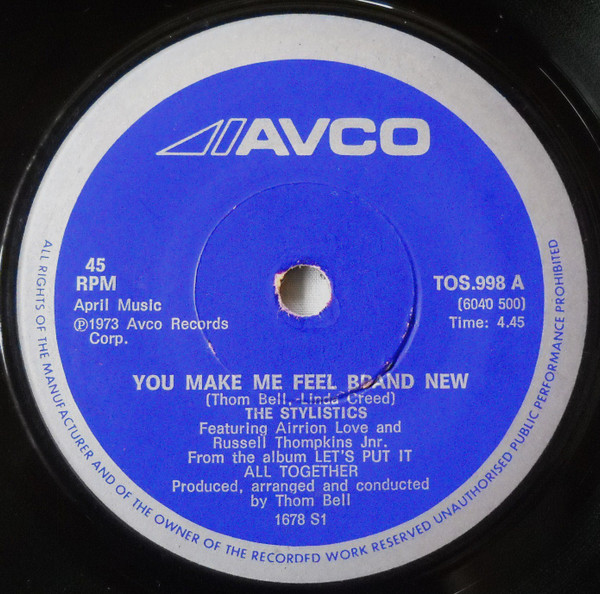 AVCO
45
RPM
April Music
℗1973 Avco Records
Corp.
TOS.998 A
(6040 500)
Time: 4.45
YOU MAKE ME FEEL BRAND NEW
(Thom Bell, -Linda Creed)
THE STYLISTICS
Featuring Airrion Love and
Russell Thompkins Jnr.
From the album LET'S PUT IT
ALL TOGETHER
Produced, arranged and conducted
by Thom Bell
1678 S1
ALL RIGHTS OF THE MANUFACTURER AND OF THE OWNER OF THE RECORDED WORK RESERVED UNAUTHORISED PUBLIC PERFORMANCE PROHIBITED